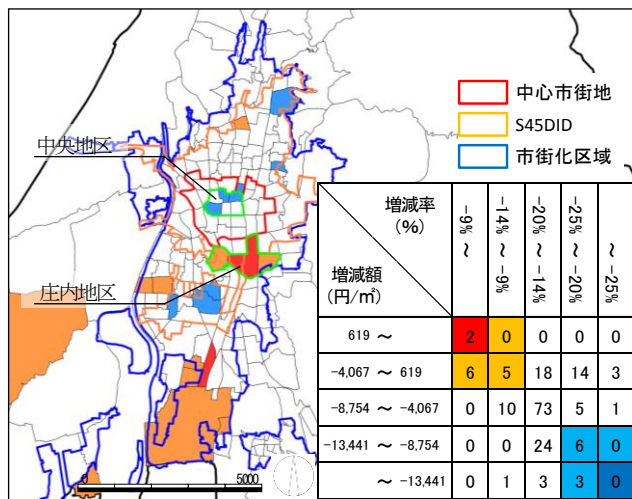 中心市街地
S45DID
市街化区域
中央地区
庄内地区
増減率
(%)
増減額
(円/㎡)
-9% ~
-14% ~ -9%
-20% ~ -14%
-25% ~ -20%
~ -25%
619 ~ 2 0 0 0 0
-4,067 ~ 619 6 5 18 14 3
-8,754 ~ -4,067 0 10 73 5 1
-13,441 ~ -8,754 0 0 24 6 0
~ -13,441 0 1 3 3 0
0 5000